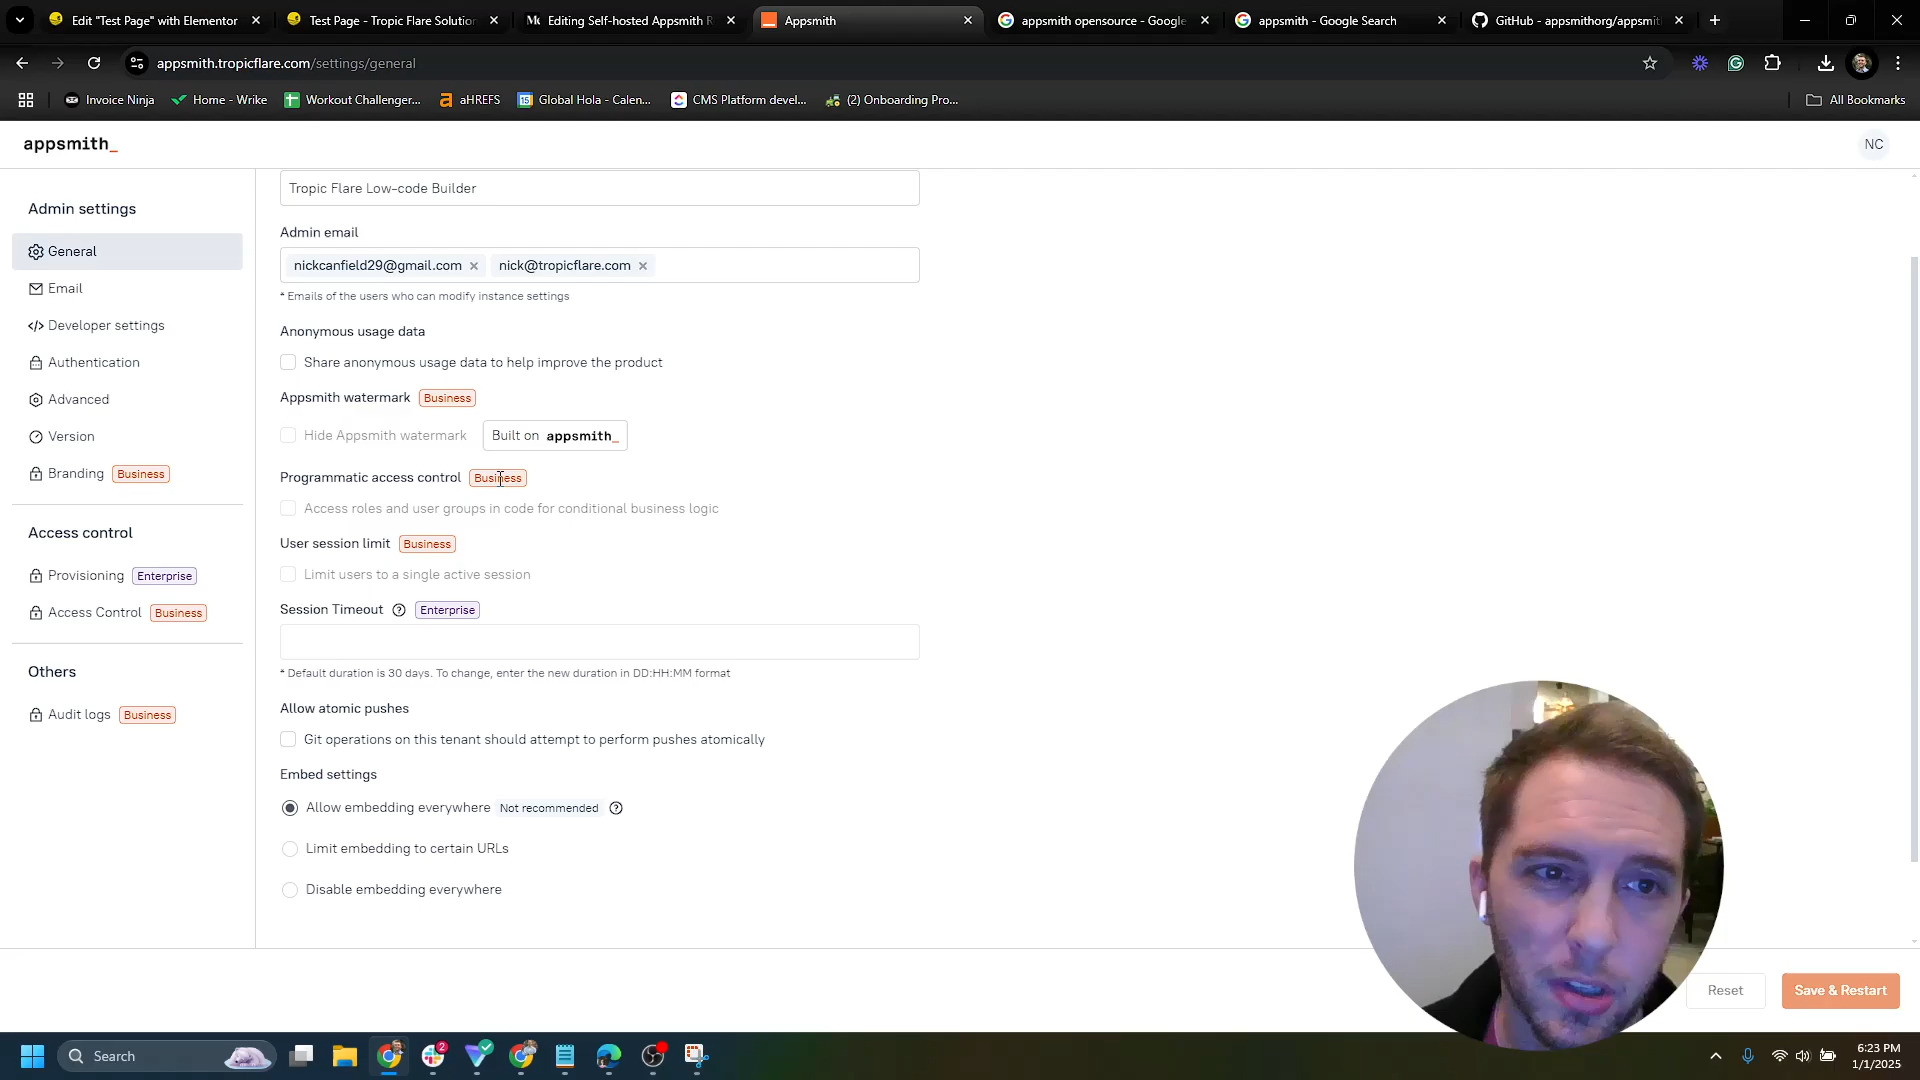 Edit "Test Page" with Elementor
Test Page - Tropic Flare Solution
Editing Self-hosted Appsmith R
Appsmith
appsmith opensource - Google
appsmith - Google Search
GitHub - appsmithorg/appsmit
appsmith.tropicflare.com/settings/general
Invoice Ninja
Home - Wrike
Workout Challenger...
aHREFS
Global Hola - Calen...
CMS Platform devel...
(2) Onboarding Pro...
All Bookmarks
appsmith_
NC
Admin settings
General
Email
Developer settings
Authentication
Advanced
Version
Branding Business
Access control
Provisioning Enterprise
Access Control Business
Others
Audit logs Business
Tropic Flare Low-code Builder
Admin email
nickcanfield29@gmail.com nick@tropicflare.com
* Emails of the users who can modify instance settings
Anonymous usage data
Share anonymous usage data to help improve the product
Appsmith watermark Business
Hide Appsmith watermark Built on appsmith_
Programmatic access control Business
Access roles and user groups in code for conditional business logic
User session limit Business
Limit users to a single active session
Session Timeout Enterprise
* Default duration is 30 days. To change, enter the new duration in DD:HH:MM format
Allow atomic pushes
Git operations on this tenant should attempt to perform pushes atomically
Embed settings
Allow embedding everywhere Not recommended
Limit embedding to certain URLs
Disable embedding everywhere
Reset
Save & Restart
Search
2
6:23 PM
1/1/2025